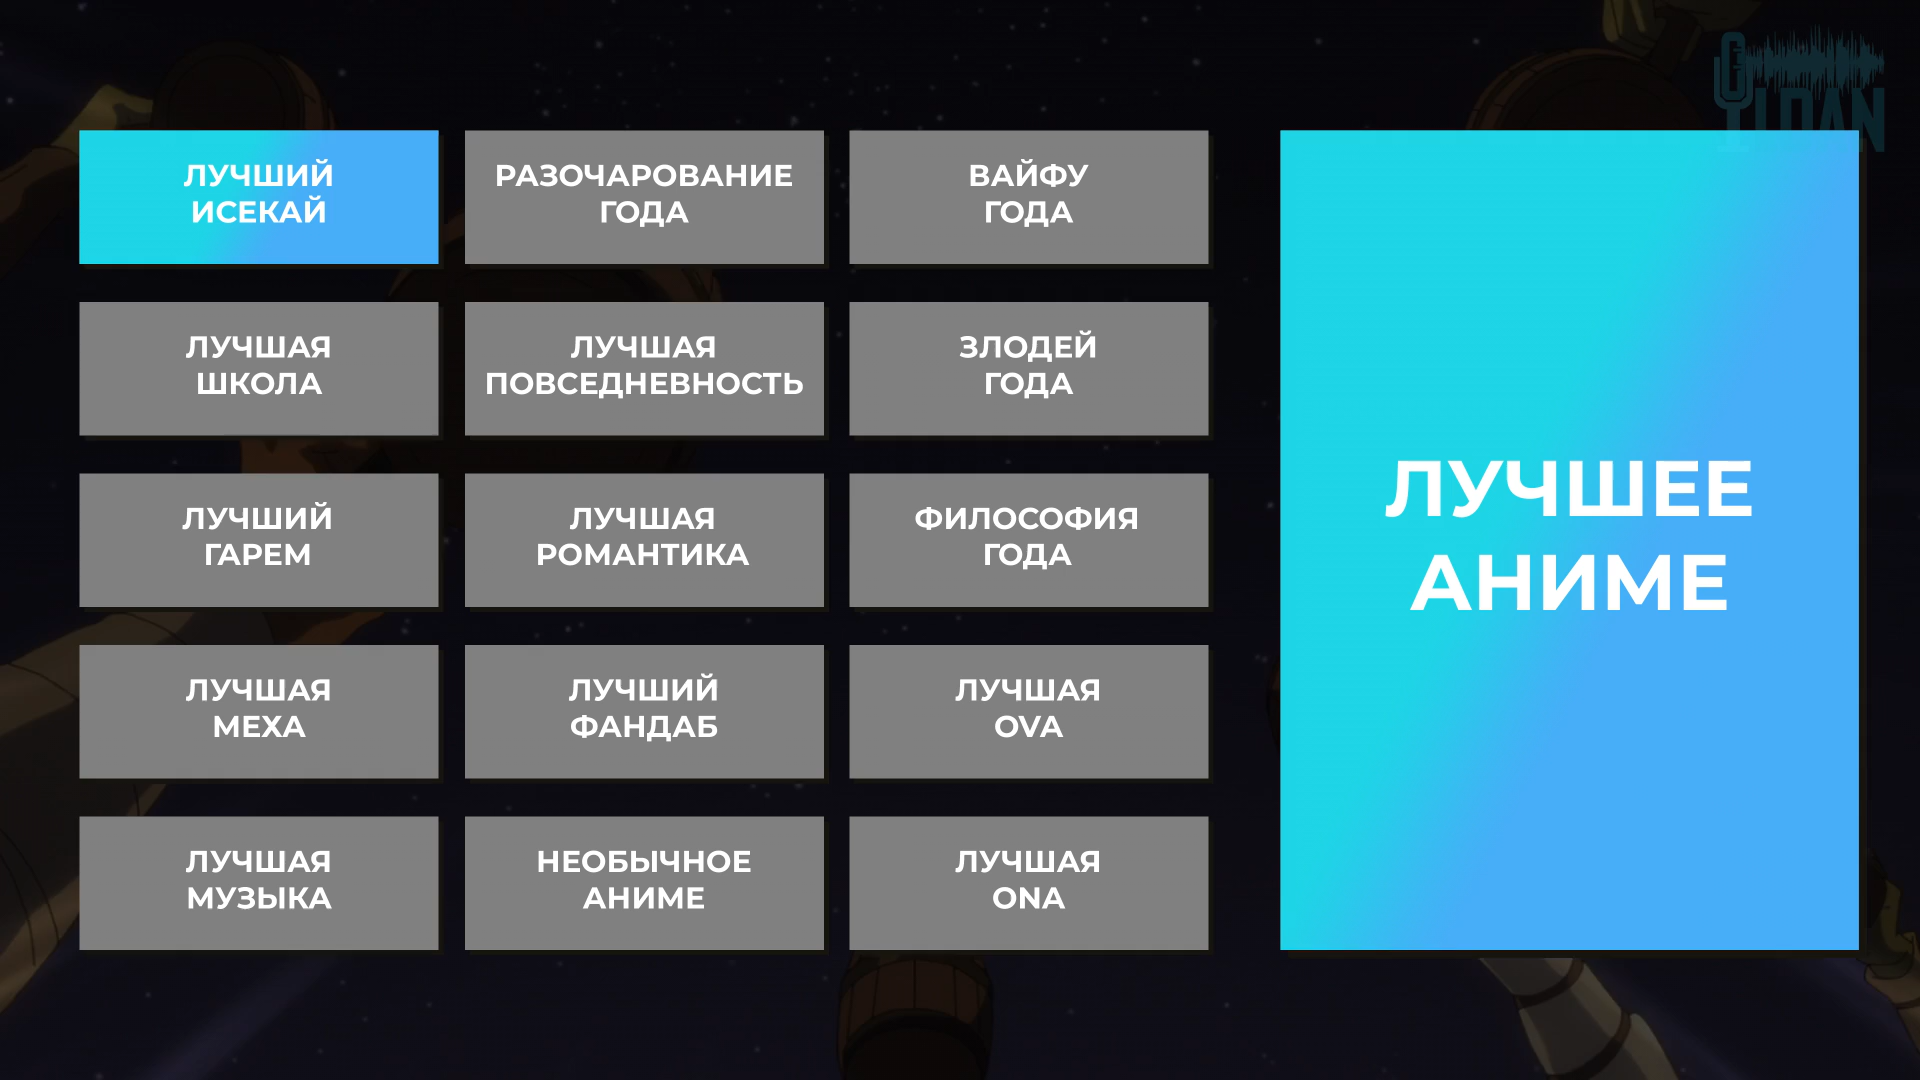 ЛУЧШИЙ
ИСЕКАЙ
РАЗОЧАРОВАНИЕ
ГОДА
ВАЙФУ
ГОДА
ЛУЧШАЯ
ШКОЛА
ЛУЧШАЯ
ПОВСЕДНЕВНОСТЬ
ЗЛОДЕЙ
ГОДА
ЛУЧШИЙ
ГАРЕМ
ЛУЧШАЯ
РОМАНТИКА
ФИЛОСОФИЯ
ГОДА
ЛУЧШАЯ
МЕХА
ЛУЧШИЙ
ФАНДАБ
ЛУЧШАЯ
OVA
ЛУЧШАЯ
МУЗЫКА
НЕОБЫЧНОЕ
АНИМЕ
ЛУЧШАЯ
ONA
ЛУЧШЕЕ
АНИМЕ